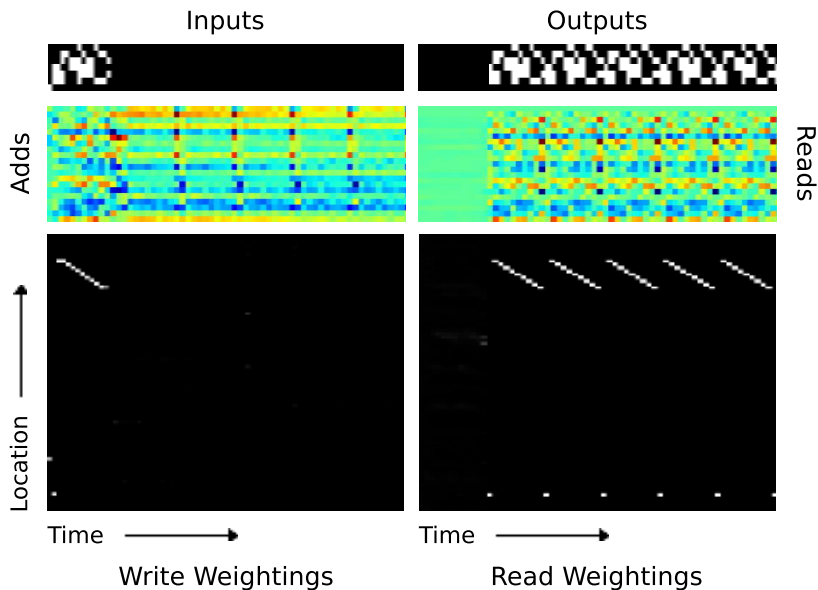 Inputs
Outputs
Adds
Reads
Location
Time
Time
Write Weightings
Read Weightings